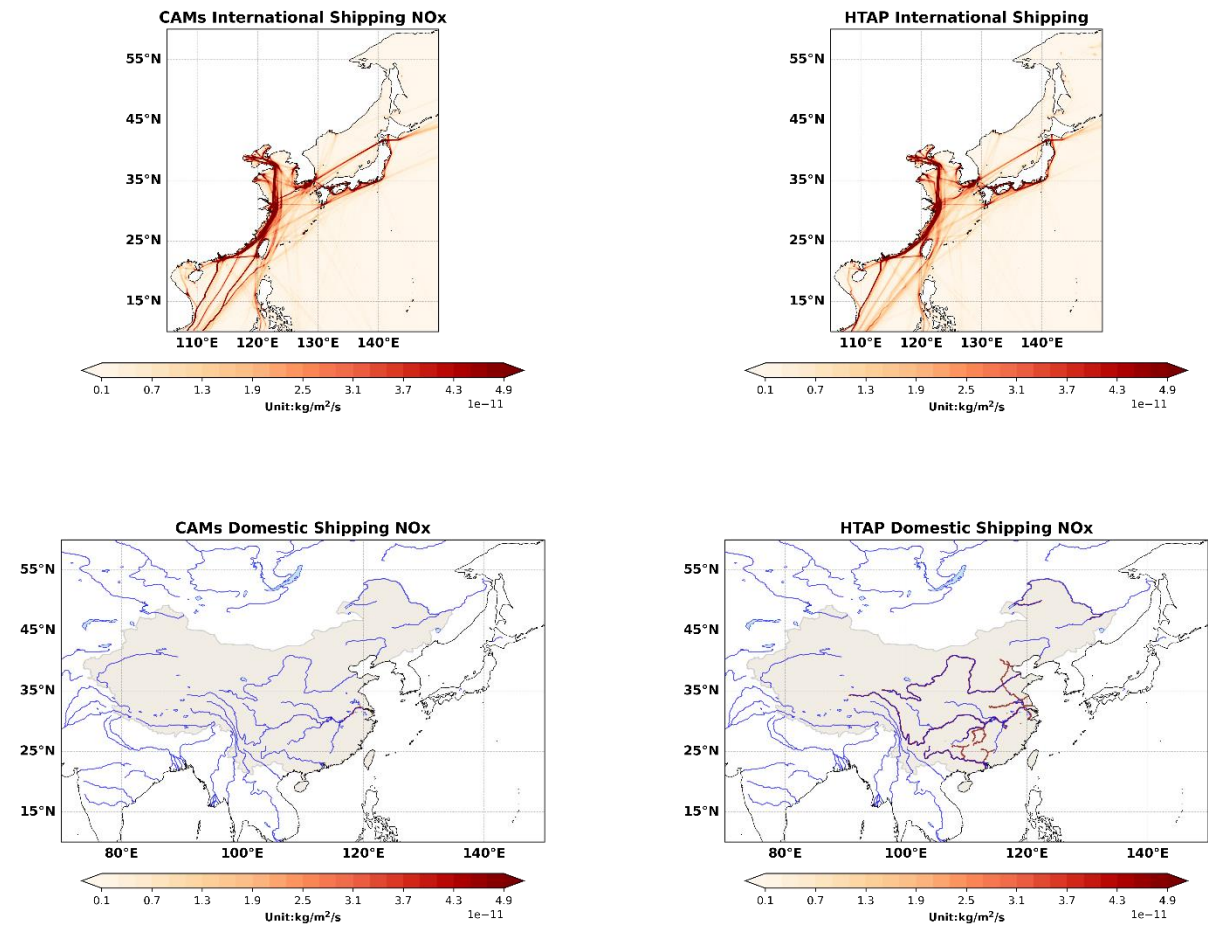 CAMs International Shipping NOx
55°N
45°N
35°N
25°N
15°N
110°E 120°E 130°E 140°E
0.1 0.7 1.3 1.9 2.5 3.1 3.7 4.3 4.9
1e−11
Unit:kg/m²/s
HTAP International Shipping
55°N
45°N
35°N
25°N
15°N
110°E 120°E 130°E 140°E
0.1 0.7 1.3 1.9 2.5 3.1 3.7 4.3 4.9
1e−11
Unit:kg/m²/s
CAMs Domestic Shipping NOx
55°N
45°N
35°N
25°N
15°N
80°E 100°E 120°E 140°E
0.1 0.7 1.3 1.9 2.5 3.1 3.7 4.3 4.9
1e−11
Unit:kg/m²/s
HTAP Domestic Shipping NOx
55°N
45°N
35°N
25°N
15°N
80°E 100°E 120°E 140°E
0.1 0.7 1.3 1.9 2.5 3.1 3.7 4.3 4.9
1e−11
Unit:kg/m²/s